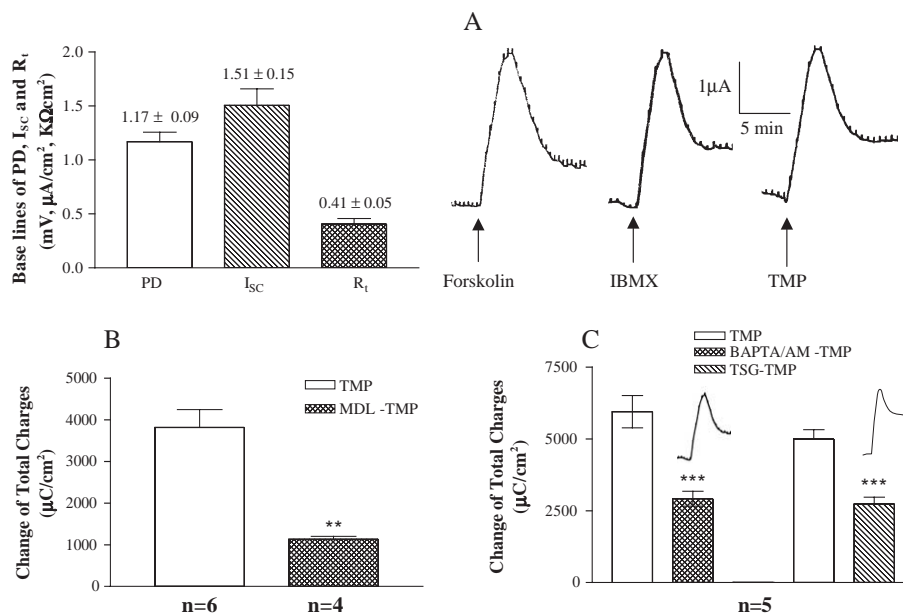 A
Base lines of PD, I_SC and R_t
(mV, μA/cm², KΩcm²)
2.0
1.5
1.0
0.5
0.0
1.17 ± 0.09
1.51 ± 0.15
0.41 ± 0.05
PD
I_SC
R_t
1μA
5 min
Forskolin
IBMX
TMP
B
Change of Total Charges
(μC/cm²)
5000
4000
3000
2000
1000
0
TMP
MDL -TMP
**
n=6
n=4
C
Change of Total Charges
(μC/cm²)
7500
5000
2500
0
TMP
BAPTA/AM -TMP
TSG-TMP
***
***
n=5